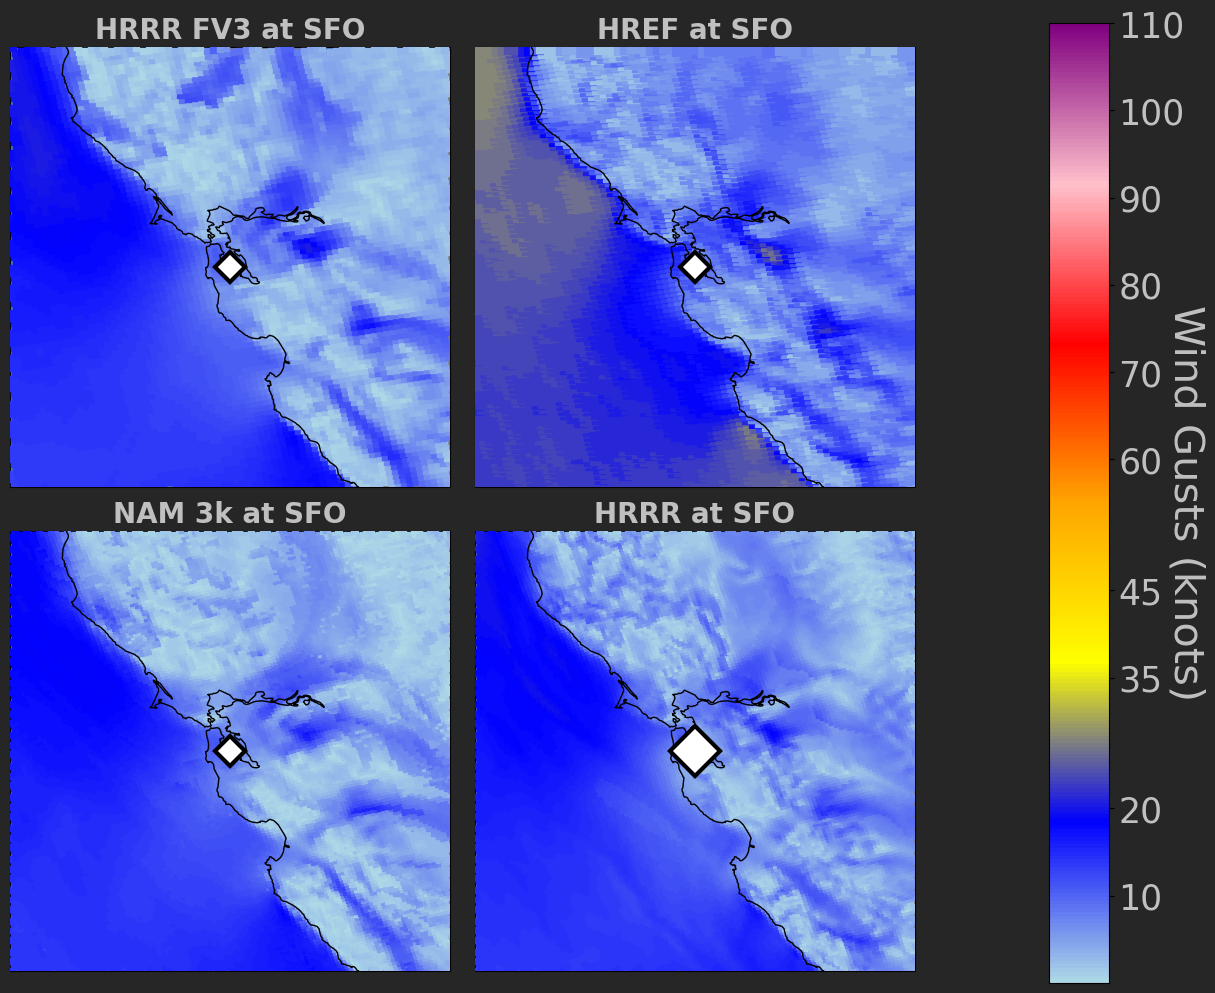 HRRR FV3 at SFO
HREF at SFO
NAM 3k at SFO
HRRR at SFO
110
100
90
80
70
60
45
35
20
10
Wind Gusts (knots)